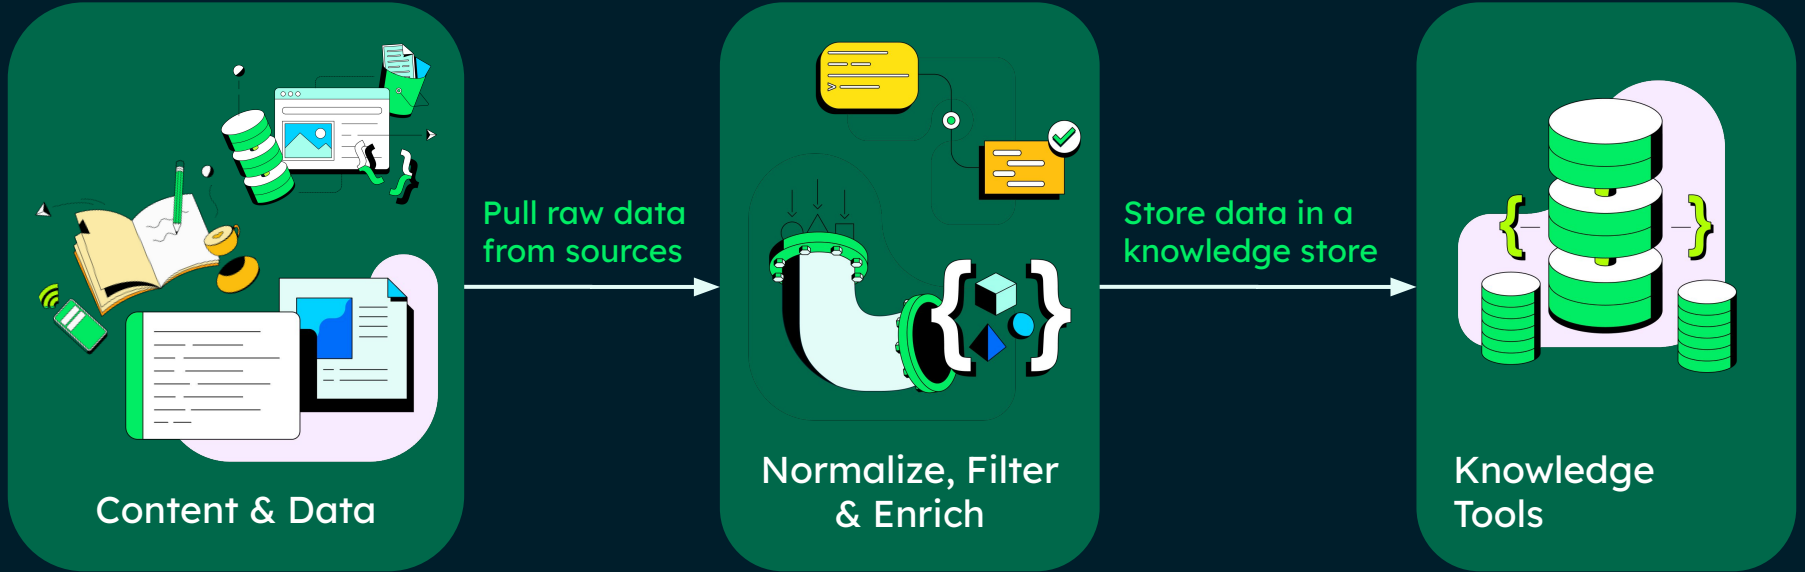 Content & Data
Pull raw data
from sources
Normalize, Filter
& Enrich
Store data in a
knowledge store
Knowledge
Tools